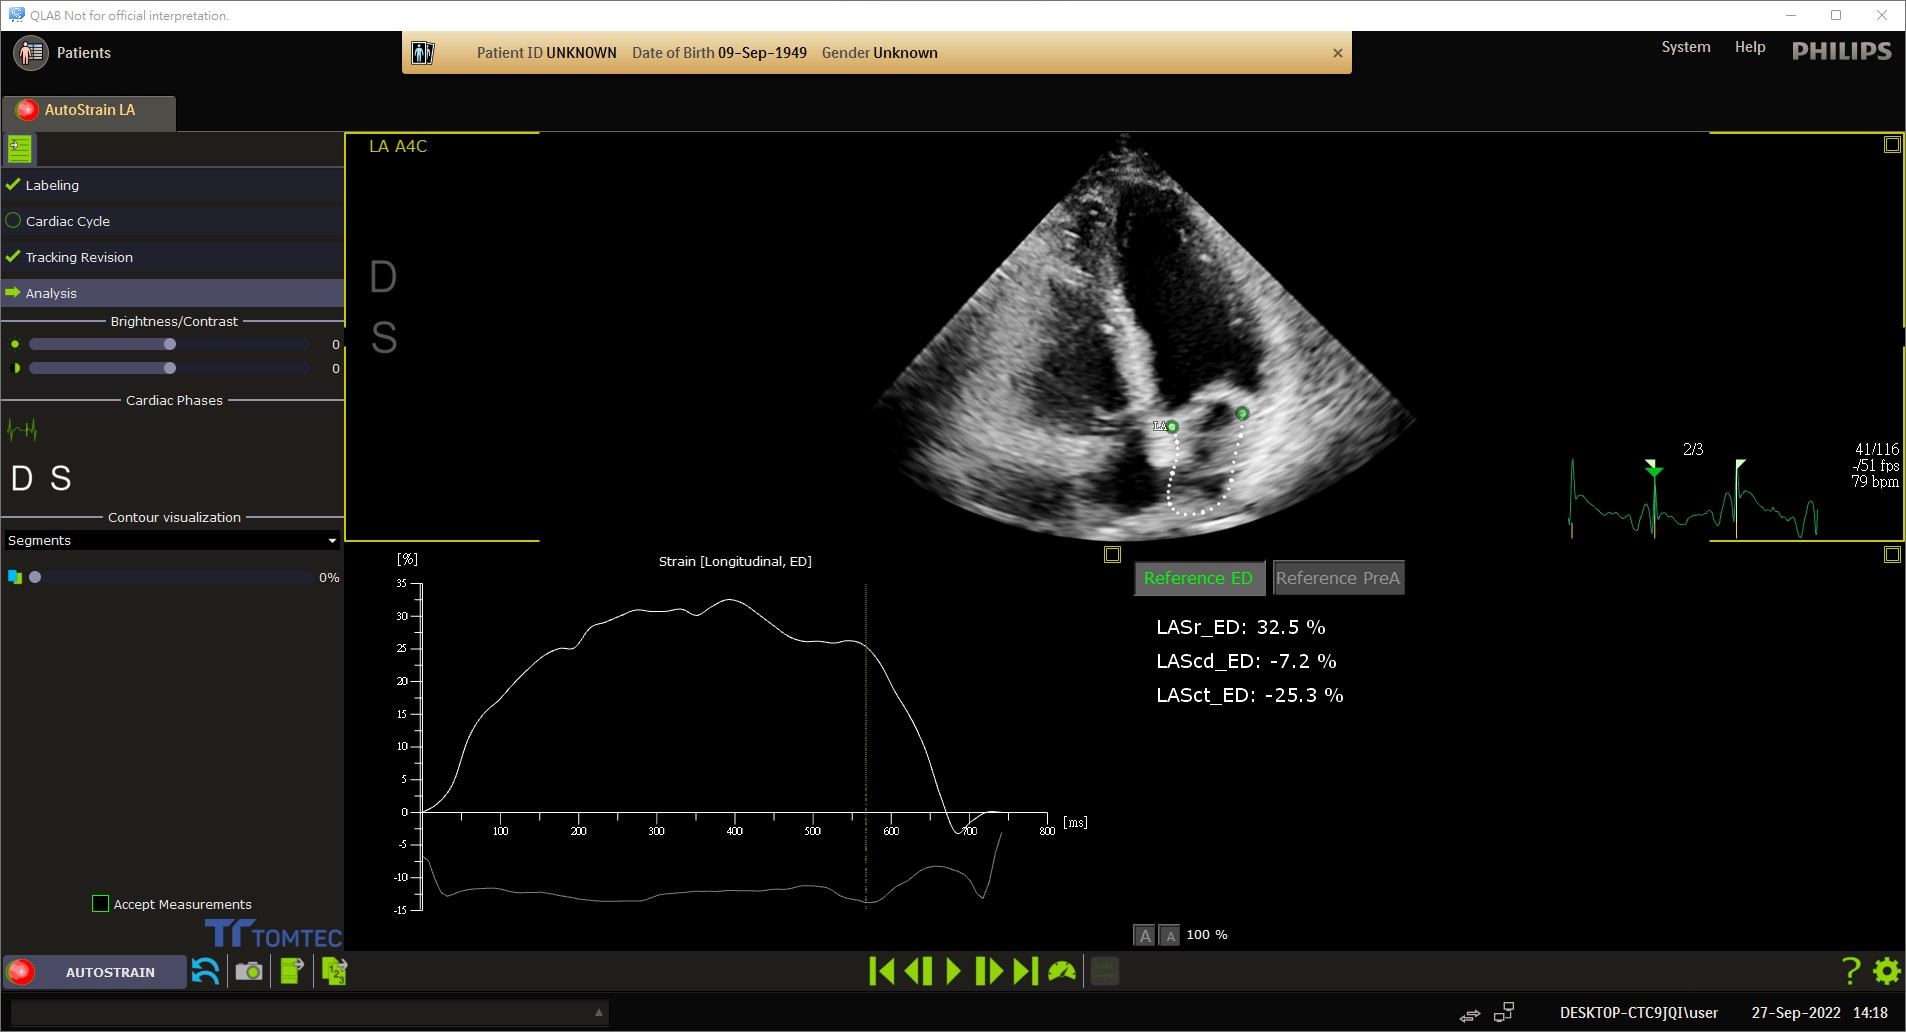 QLAB Not for official interpretation.
Patients
Patient ID UNKNOWN Date of Birth 09-Sep-1949 Gender Unknown
×
System Help PHILIPS
AutoStrain LA
Labeling
Cardiac Cycle
Tracking Revision
Analysis
Brightness/Contrast
0
0
Cardiac Phases
D S
Contour visualization
Segments
0%
Accept Measurements
TOMTEC
LA A4C
D
S
LA
2/3
41/116
-/51 fps
79 bpm
[%]
Strain [Longitudinal, ED]
35
30
25
20
15
10
5
0
-5
-10
-15
100 200 300 400 500 600 700 800 [ms]
Reference ED Reference PreA
LASr_ED: 32.5 %
LAScd_ED: -7.2 %
LASct_ED: -25.3 %
A A 100 %
AUTOSTRAIN
123
?
DESKTOP-CTC9JQI\user 27-Sep-2022 14:18